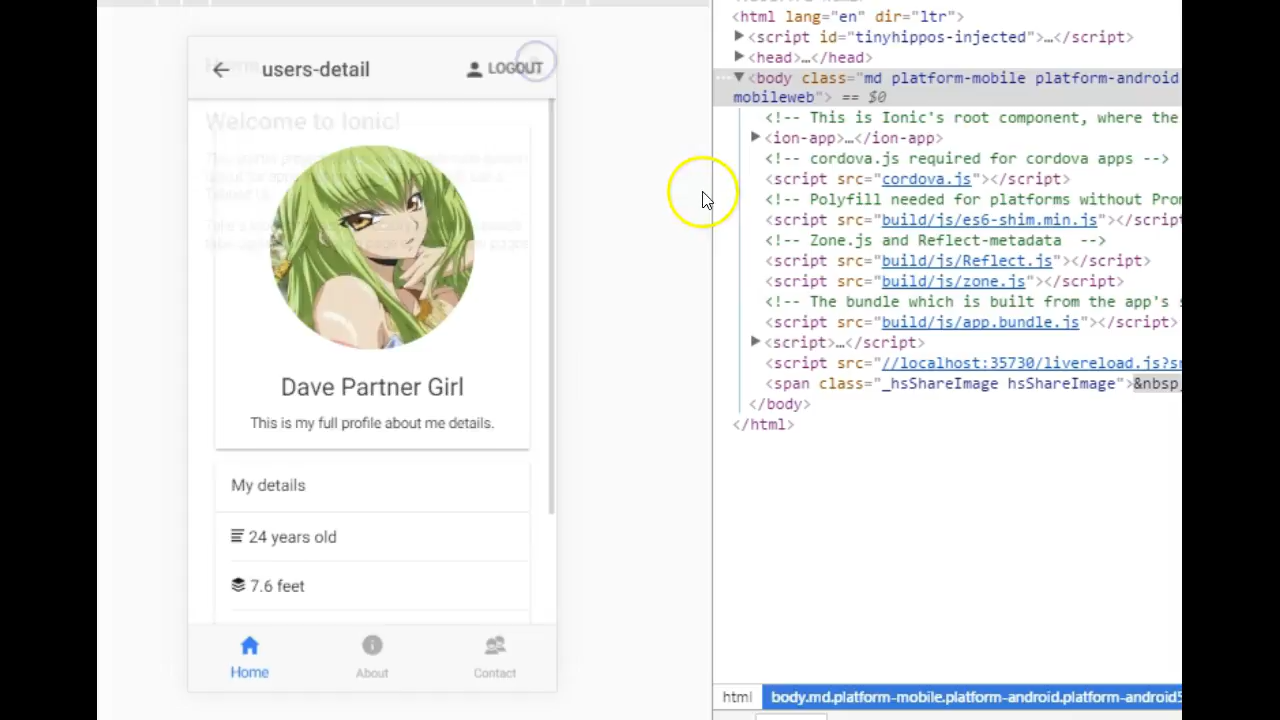 users-detail
LOGOUT
Welcome to Ionic!
Dave Partner Girl
This is my full profile about me details.
My details
24 years old
7.6 feet
Home
About
Contact
<html lang="en" dir="ltr">
<script id="tinyhippos-injected">…</script>
<head>…</head>
<body class="md platform-mobile platform-android
mobileweb"> == $0
<!-- This is Ionic's root component, where the
<ion-app>…</ion-app>
<!-- cordova.js required for cordova apps -->
<script src="cordova.js"></script>
<!-- Polyfill needed for platforms without Pro
<script src="build/js/es6-shim.min.js"></script
<!-- Zone.js and Reflect-metadata -->
<script src="build/js/Reflect.js"></script>
<script src="build/js/zone.js"></script>
<!-- The bundle which is built from the app's s
<script src="build/js/app.bundle.js"></script>
<script>…</script>
<script src="//localhost:35730/livereload.js?sn
<span class="_hsShareImage hsShareImage">&nbsp
</body>
</html>
html
body.md.platform-mobile.platform-android.platform-android5